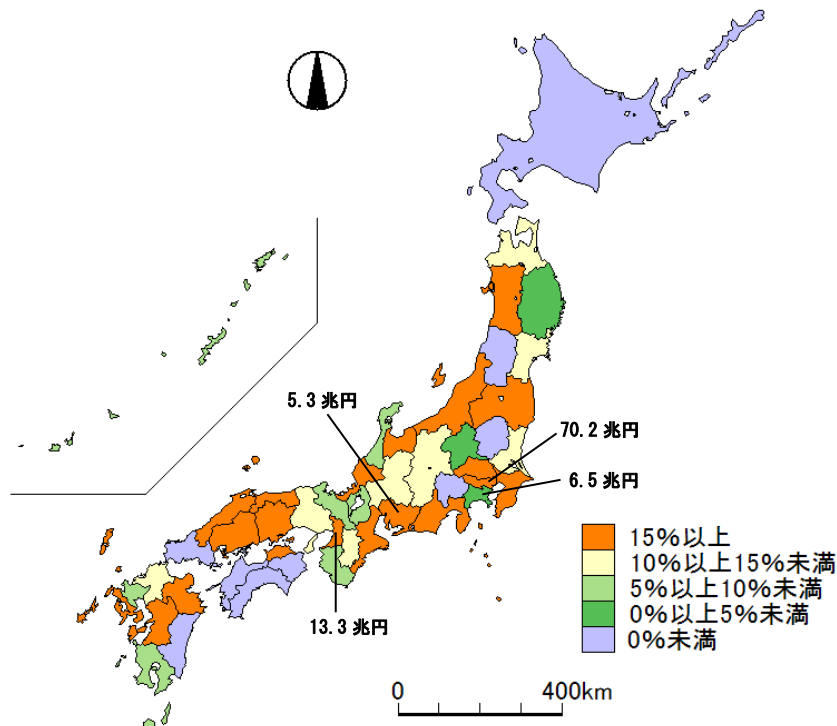 5.3 兆円
70.2 兆円
6.5 兆円
13.3 兆円
15%以上
10%以上15%未満
5%以上10%未満
0%以上5%未満
0%未満
0 400km